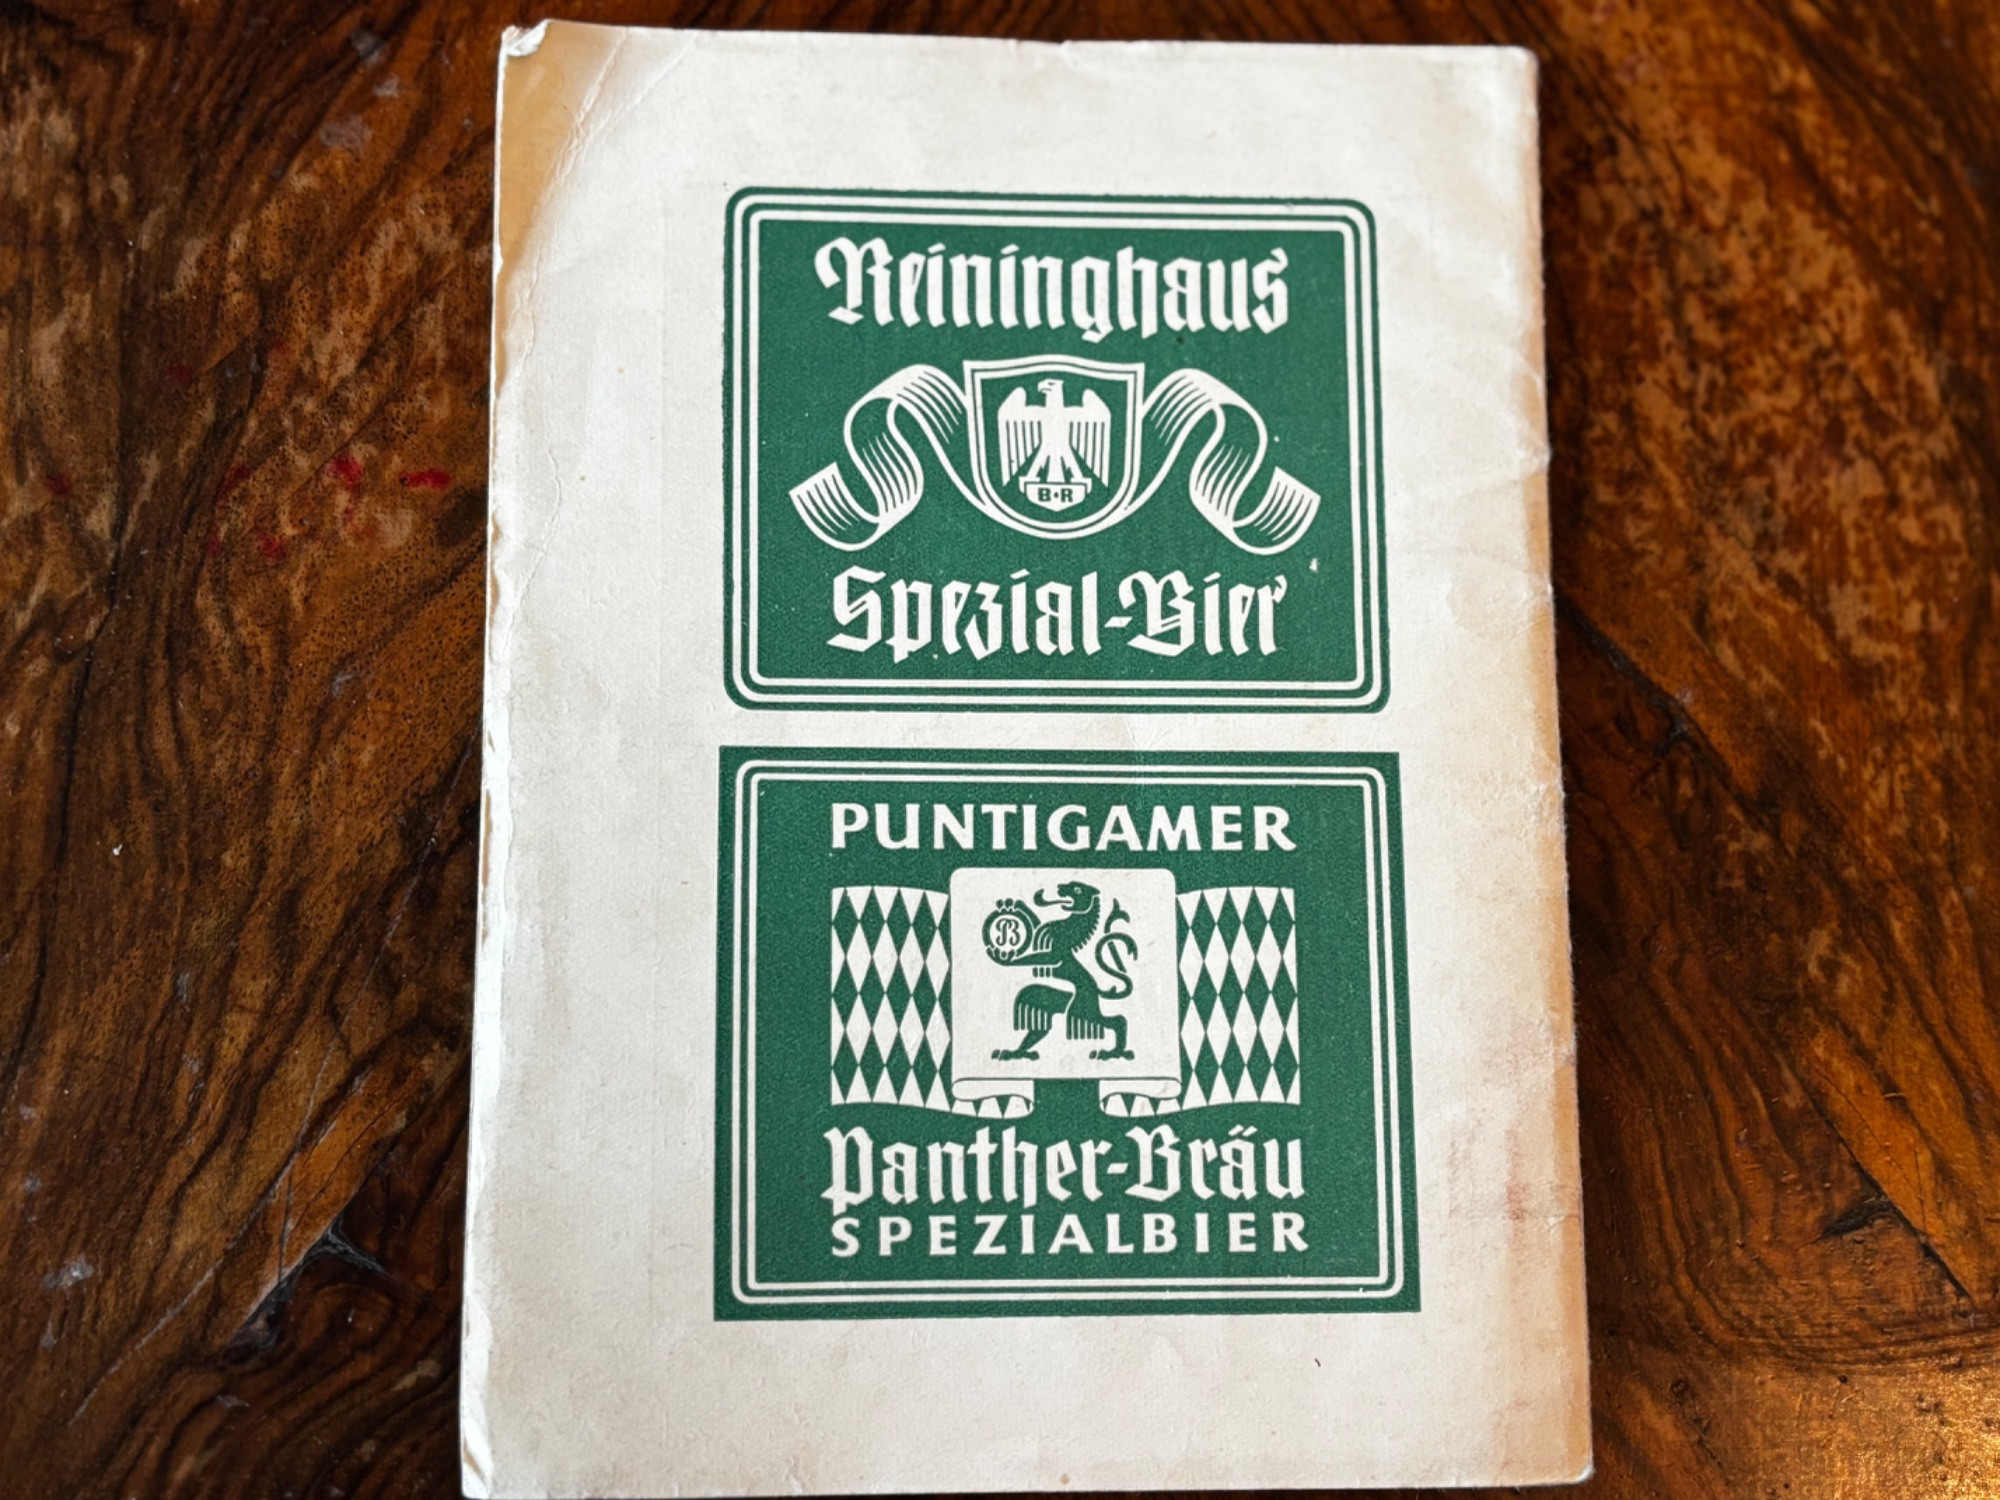 Reininghaus
B·R
Spezial-Bier
PUNTIGAMER
B
Panther-Bräu
SPEZIALBIER